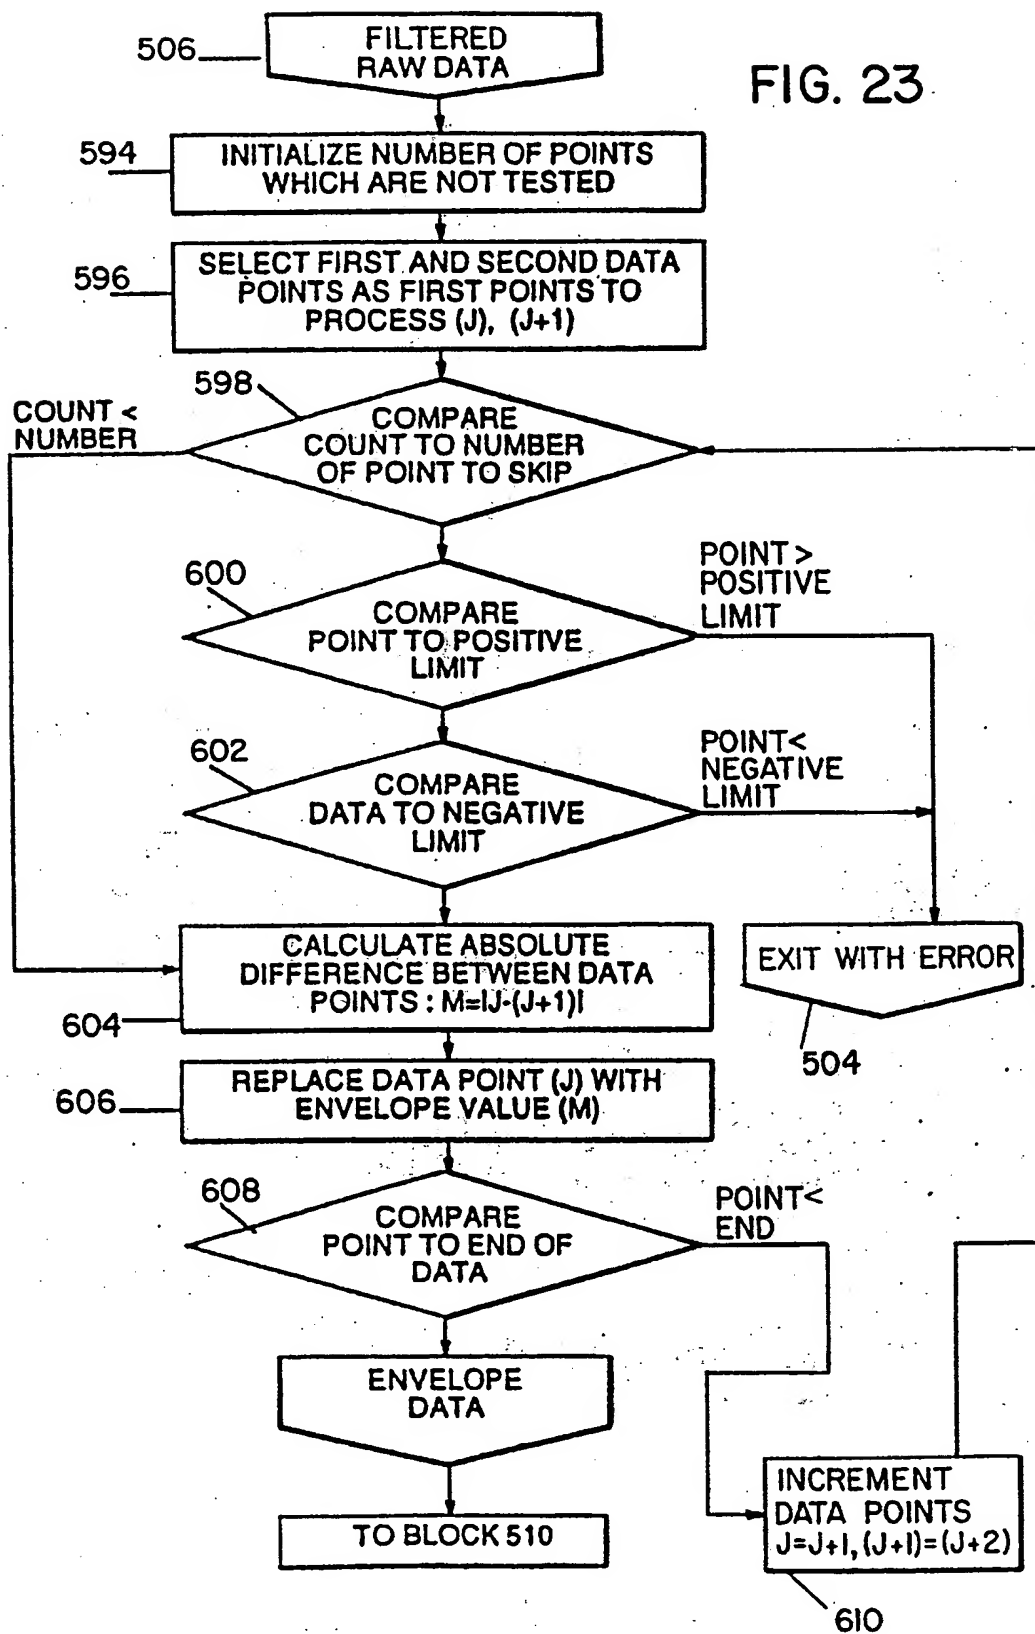 506
FILTERED
RAW DATA
FIG. 23
594
INITIALIZE NUMBER OF POINTS
WHICH ARE NOT TESTED
596
SELECT FIRST AND SECOND DATA
POINTS AS FIRST POINTS TO
PROCESS (J), (J+1)
598
COUNT <
NUMBER
COMPARE
COUNT TO NUMBER
OF POINT TO SKIP
600
COMPARE
POINT TO POSITIVE
LIMIT
POINT >
POSITIVE
LIMIT
602
COMPARE
DATA TO NEGATIVE
LIMIT
POINT<
NEGATIVE
LIMIT
CALCULATE ABSOLUTE
DIFFERENCE BETWEEN DATA
POINTS : M=|J-(J+1)|
604
EXIT WITH ERROR
504
606
REPLACE DATA POINT (J) WITH
ENVELOPE VALUE (M)
608
COMPARE
POINT TO END OF
DATA
POINT<
END
ENVELOPE
DATA
TO BLOCK 510
INCREMENT
DATA POINTS
J=J+1, (J+1)=(J+2)
610